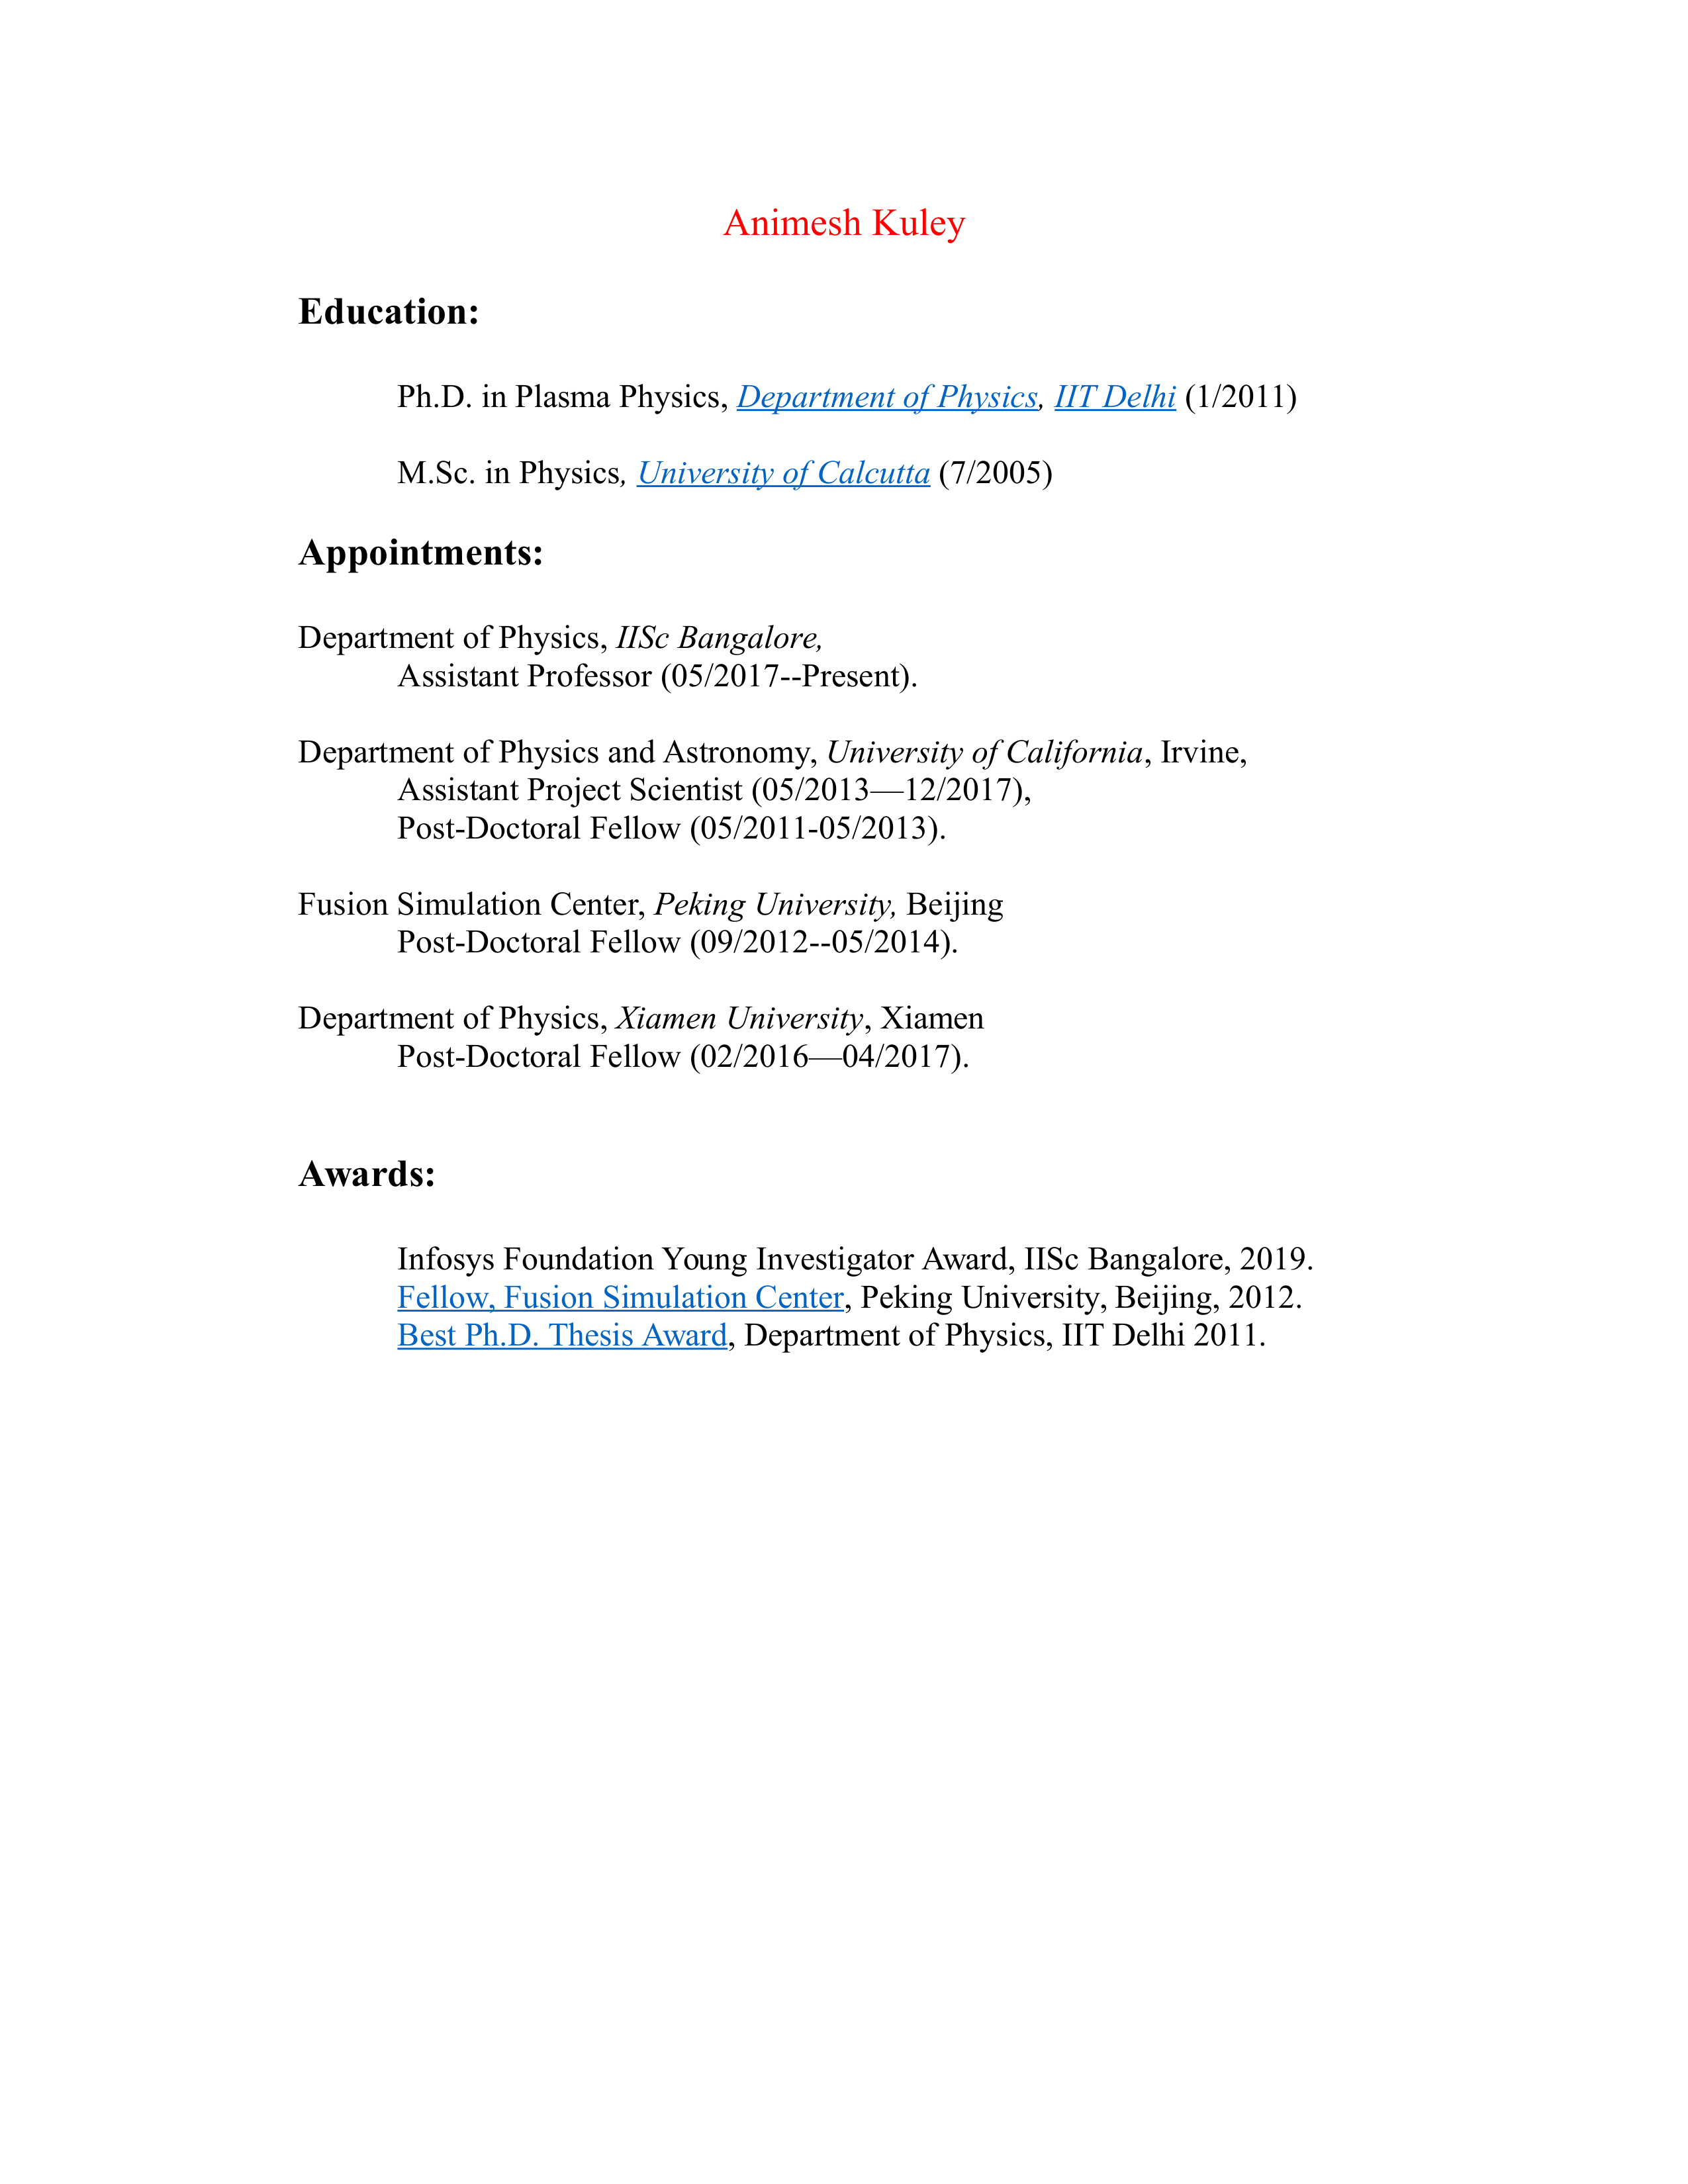 Animesh Kuley
Education:
Ph.D. in Plasma Physics, Department of Physics, IIT Delhi (1/2011)
M.Sc. in Physics, University of Calcutta (7/2005)
Appointments:
Department of Physics, IISc Bangalore,
Assistant Professor (05/2017--Present).
Department of Physics and Astronomy, University of California, Irvine,
Assistant Project Scientist (05/2013—12/2017),
Post-Doctoral Fellow (05/2011-05/2013).
Fusion Simulation Center, Peking University, Beijing
Post-Doctoral Fellow (09/2012--05/2014).
Department of Physics, Xiamen University, Xiamen
Post-Doctoral Fellow (02/2016—04/2017).
Awards:
Infosys Foundation Young Investigator Award, IISc Bangalore, 2019.
Fellow, Fusion Simulation Center, Peking University, Beijing, 2012.
Best Ph.D. Thesis Award, Department of Physics, IIT Delhi 2011.